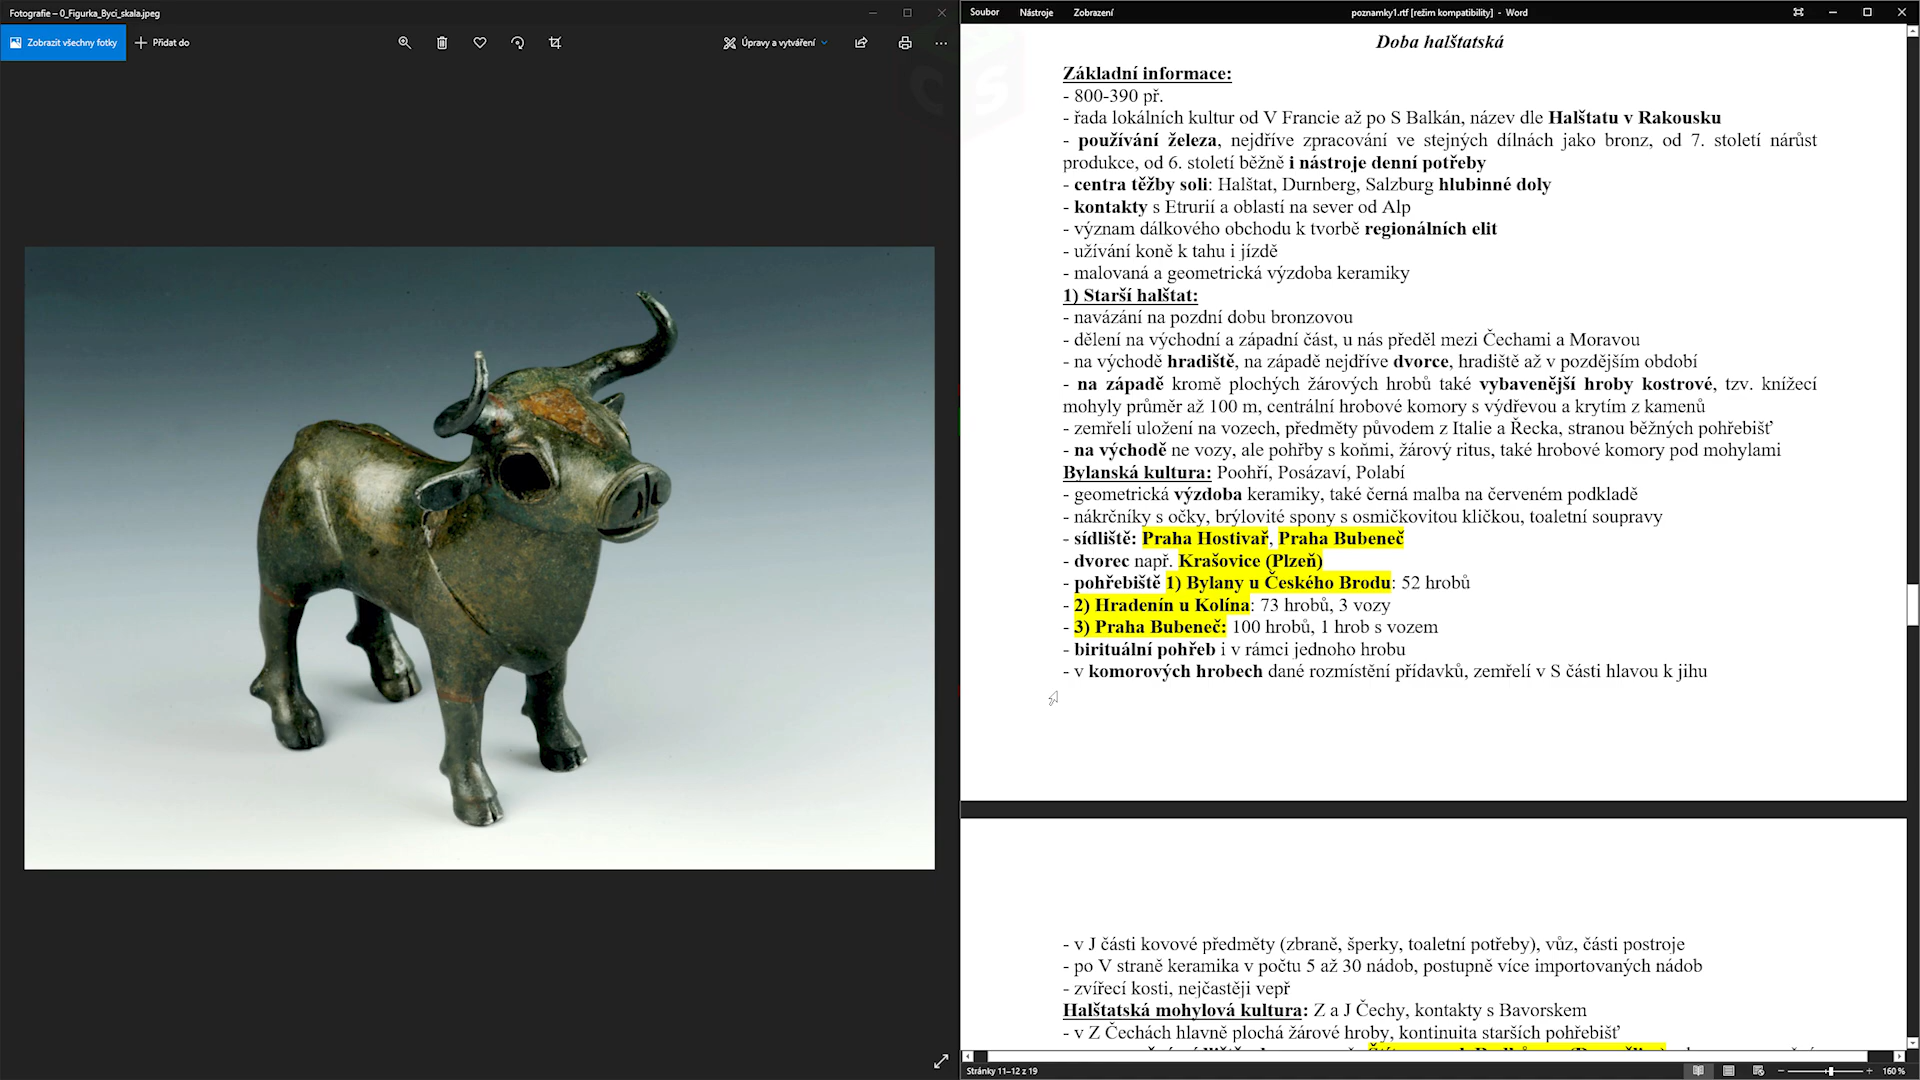 Fotografie – 0_Figurka_Byci_skala.jpeg
Zobrazit všechny fotky
Přidat do
Úpravy a vytváření
Soubor Nástroje Zobrazení
poznamky1.rtf [režim kompatibility] - Word
Doba halštatská
Základní informace:
- 800-390 př.
- řada lokálních kultur od V Francie až po S Balkán, název dle Halštatu v Rakousku
- používání železa, nejdříve zpracování ve stejných dílnách jako bronz, od 7. století nárůst
produkce, od 6. století běžně i nástroje denní potřeby
- centra těžby soli: Halštat, Durnberg, Salzburg hlubinné doly
- kontakty s Etrurií a oblastí na sever od Alp
- význam dálkového obchodu k tvorbě regionálních elit
- užívání koně k tahu i jízdě
- malovaná a geometrická výzdoba keramiky
1) Starší halštat:
- navázání na pozdní dobu bronzovou
- dělení na východní a západní část, u nás předěl mezi Čechami a Moravou
- na východě hradiště, na západě nejdříve dvorce, hradiště až v pozdějším období
- na západě kromě plochých žárových hrobů také vybavenější hroby kostrové, tzv. knížecí
mohyly průměr až 100 m, centrální hrobové komory s výdřevou a krytím z kamenů
- zemřelí uložení na vozech, předměty původem z Italie a Řecka, stranou běžných pohřebišť
- na východě ne vozy, ale pohřby s koňmi, žárový ritus, také hrobové komory pod mohylami
Bylanská kultura: Poohří, Posázaví, Polabí
- geometrická výzdoba keramiky, také černá malba na červeném podkladě
- nákrčníky s očky, brýlovité spony s osmičkovitou kličkou, toaletní soupravy
- sídliště: Praha Hostivař, Praha Bubeneč
- dvorec např. Krašovice (Plzeň)
- pohřebiště 1) Bylany u Českého Brodu: 52 hrobů
- 2) Hradenín u Kolína: 73 hrobů, 3 vozy
- 3) Praha Bubeneč: 100 hrobů, 1 hrob s vozem
- birituální pohřeb i v rámci jednoho hrobu
- v komorových hrobech dané rozmístění přídavků, zemřelí v S části hlavou k jihu
- v J části kovové předměty (zbraně, šperky, toaletní potřeby), vůz, části postroje
- po V straně keramika v počtu 5 až 30 nádob, postupně více importovaných nádob
- zvířecí kosti, nejčastěji vepř
Halštatská mohylová kultura: Z a J Čechy, kontakty s Bavorskem
- v Z Čechách hlavně plochá žárové hroby, kontinuita starších pohřebišť
Stránky 11–12 z 19
160 %